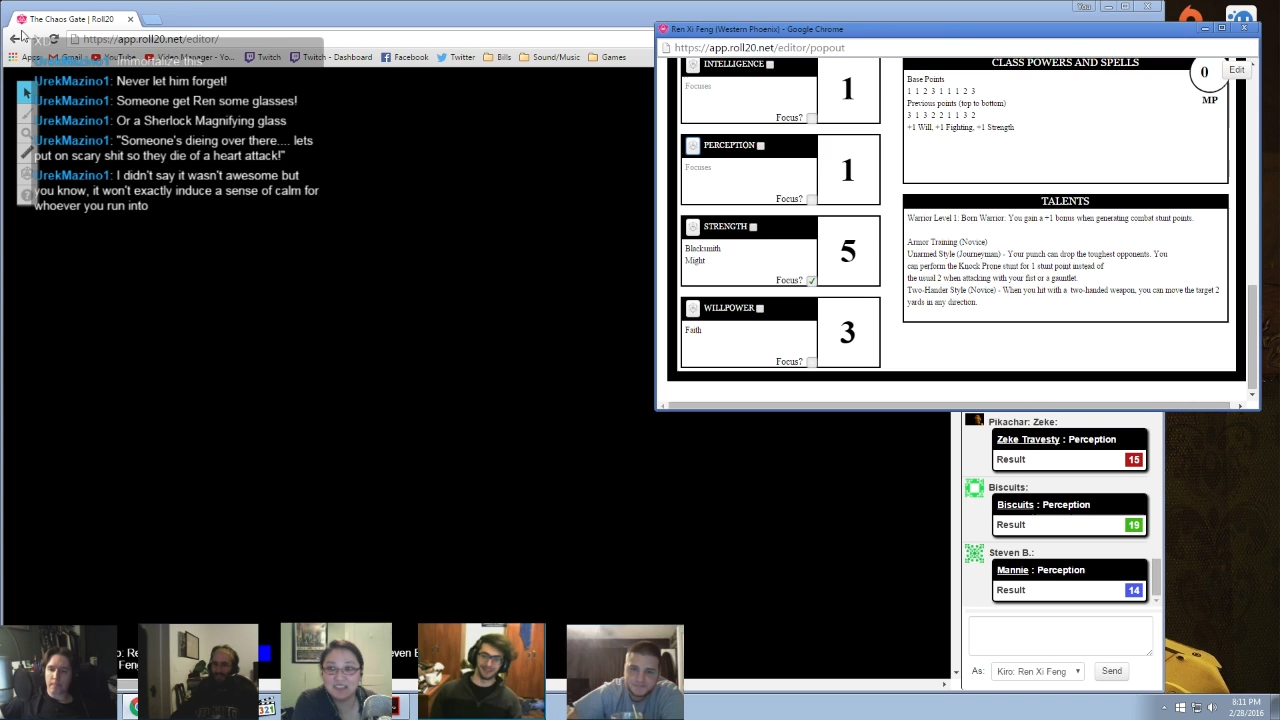 The Chaos Gate | Roll20
You
https://app.roll20.net/editor/
Apps
Gmail
YouTube
Video Manager - Yo...
Twitch
Twitch - Dashboard
Facebook
Twitter
Bills
Soul/Bourn
Games
UrekMazino1: Never let him forget!
UrekMazino1: Someone get Ren some glasses!
UrekMazino1: Or a Sherlock Magnifying glass
UrekMazino1: "Someone's dieing over there.... lets
put on scary shit so they die of a heart attack!"
UrekMazino1: I didn't say it wasn't awesome but
you know, it won't exactly induce a sense of calm for
whoever you run into
Ren Xi Feng (Western Phoenix) - Google Chrome
https://app.roll20.net/editor/popout
Edit
INTELLIGENCE
Focuses
1
Focus?
PERCEPTION
Focuses
1
Focus?
STRENGTH
Blacksmith
Might
5
Focus?
WILLPOWER
Faith
3
Focus?
CLASS POWERS AND SPELLS
0
MP
Base Points
1 1 2 3 1 1 1 2 3
Previous points (top to bottom)
3 1 3 2 2 1 1 3 2
+1 Will, +1 Fighting, +1 Strength
TALENTS
Warrior Level 1: Born Warrior: You gain a +1 bonus when generating combat stunt points.
Armor Training (Novice)
Unarmed Style (Journeyman) - Your punch can drop the toughest opponents. You
can perform the Knock Prone stunt for 1 stunt point instead of
the usual 2 when attacking with your fist or a gauntlet.
Two-Hander Style (Novice) - When you hit with a two-handed weapon, you can move the target 2
yards in any direction.
Pikachar: Zeke:
Zeke Travesty : Perception
Result 15
Biscuits:
Biscuits : Perception
Result 19
Steven B.:
Mannie : Perception
Result 14
As: Kiro: Ren Xi Feng
Send
8:11 PM
2/28/2016